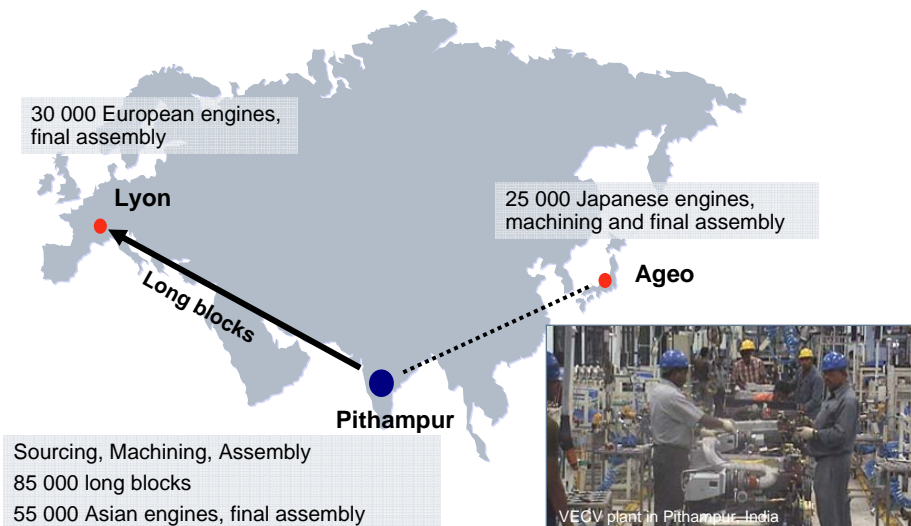 30 000 European engines,
final assembly
Lyon
25 000 Japanese engines,
machining and final assembly
Ageo
Long blocks
Pithampur
Sourcing, Machining, Assembly
85 000 long blocks
55 000 Asian engines, final assembly
VECV plant in Pithampur, India